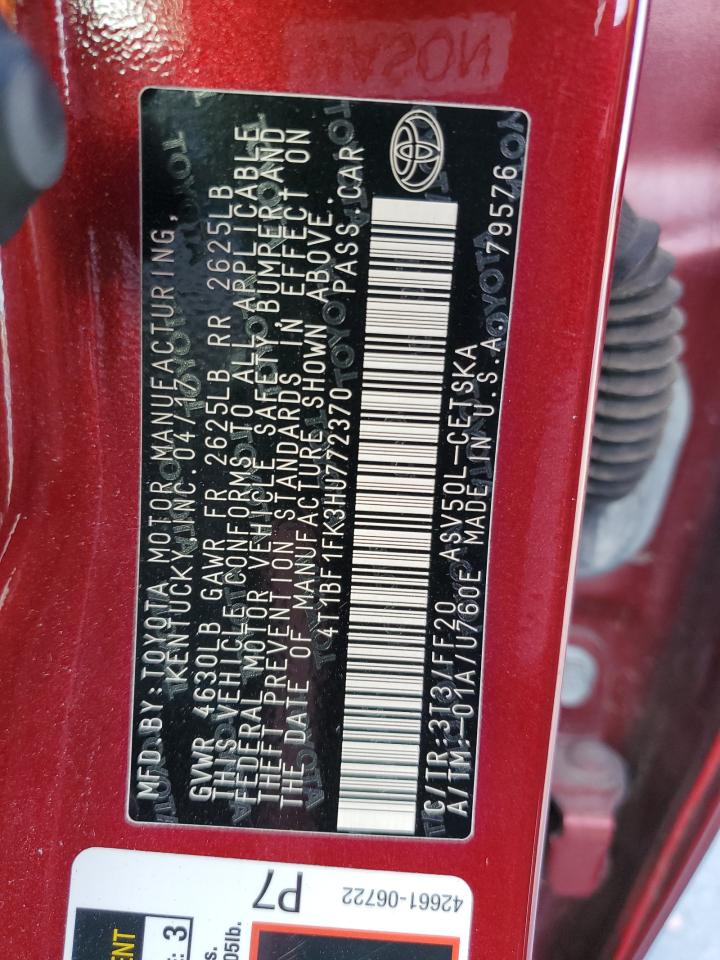 MFD BY:TOYOTA MOTOR MANUFACTURING,
KENTUCKY,INC. 04/17
GVWR 4630LB GAWR FR 2625LB RR 2625LB
THIS VEHICLE CONFORMS TO ALL APPLICABLE
FEDERAL MOTOR VEHICLE SAFETY, BUMPER, AND
THEFT PREVENTION STANDARDS IN EFFECT ON
THE DATE OF MANUFACTURE SHOWN ABOVE.
4T1BF1FK3HU772370 PASS.CAR
C/TR:3T3/FF20 ASV50L-CETSKA
A/TM:-01A/U760E MADE IN U.S.A. 79576
P7
42661-06722
3
05lb.